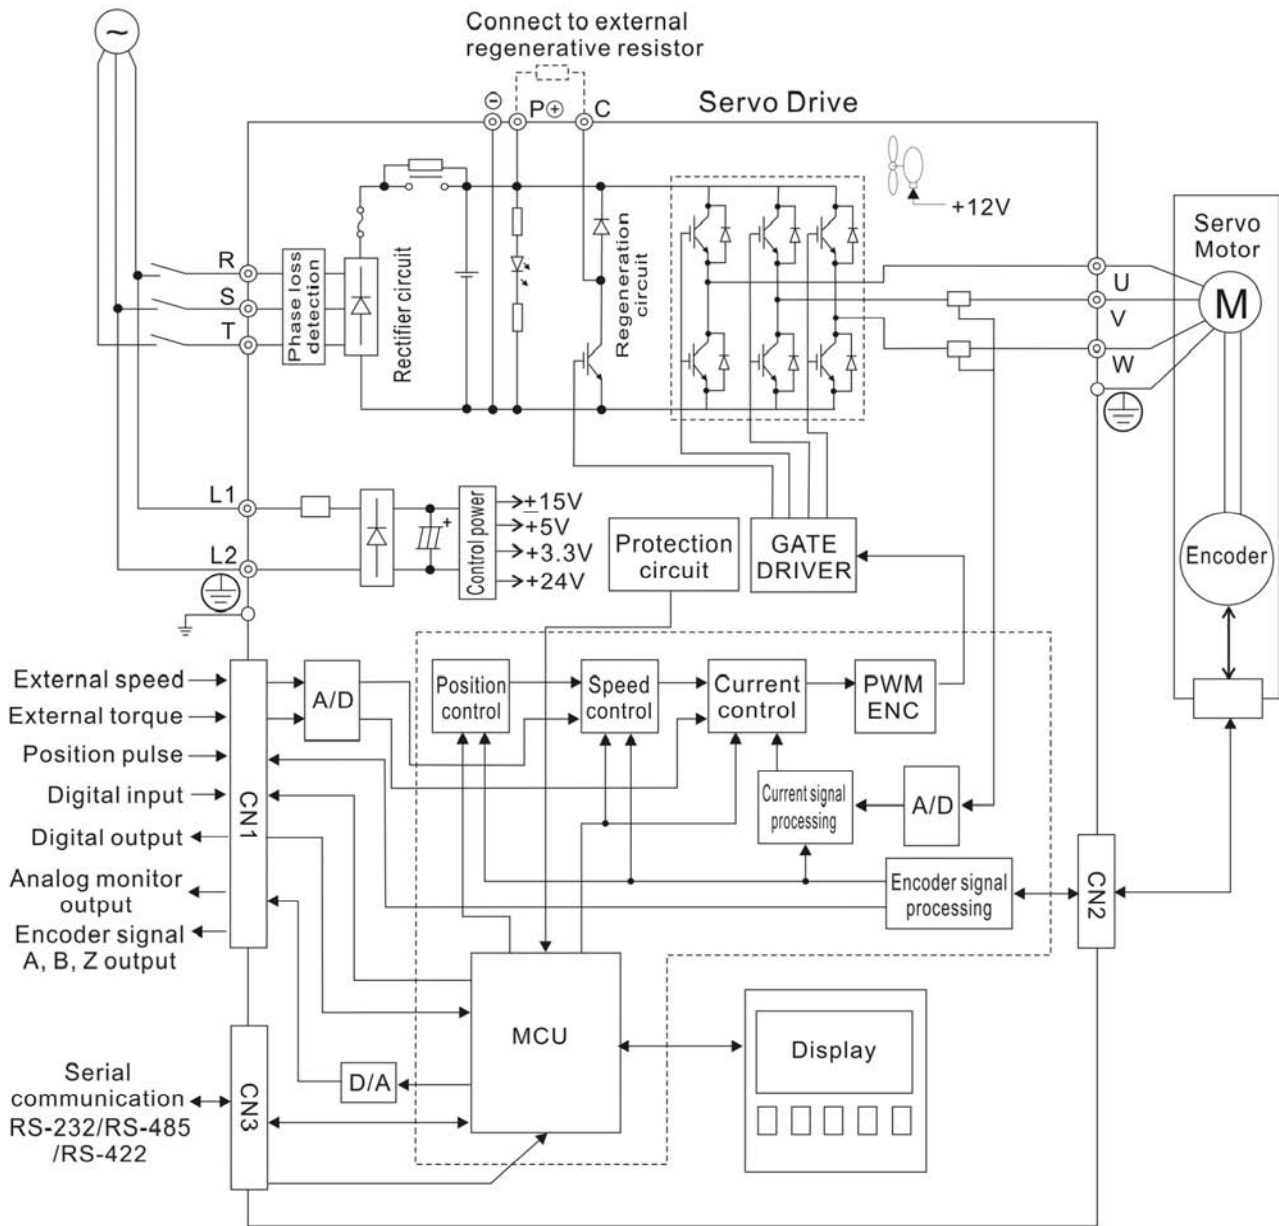 Connect to external
regenerative resistor
~
⊖
P⊕
C
Servo Drive
+12V
Servo
Motor
R
S
T
Phase loss
detection
Rectifier circuit
Regeneration
circuit
U
V
W
M
L1
L2
+
Control power
±15V
+5V
+3.3V
+24V
Protection
circuit
GATE
DRIVER
Encoder
External speed
External torque
Position pulse
Digital input
Digital output
Analog monitor
output
Encoder signal
A, B, Z output
CN1
A/D
Position
control
Speed
control
Current
control
PWM
ENC
Current signal
processing
A/D
Encoder signal
processing
CN2
MCU
D/A
Display
Serial
communication
RS-232/RS-485
/RS-422
CN3